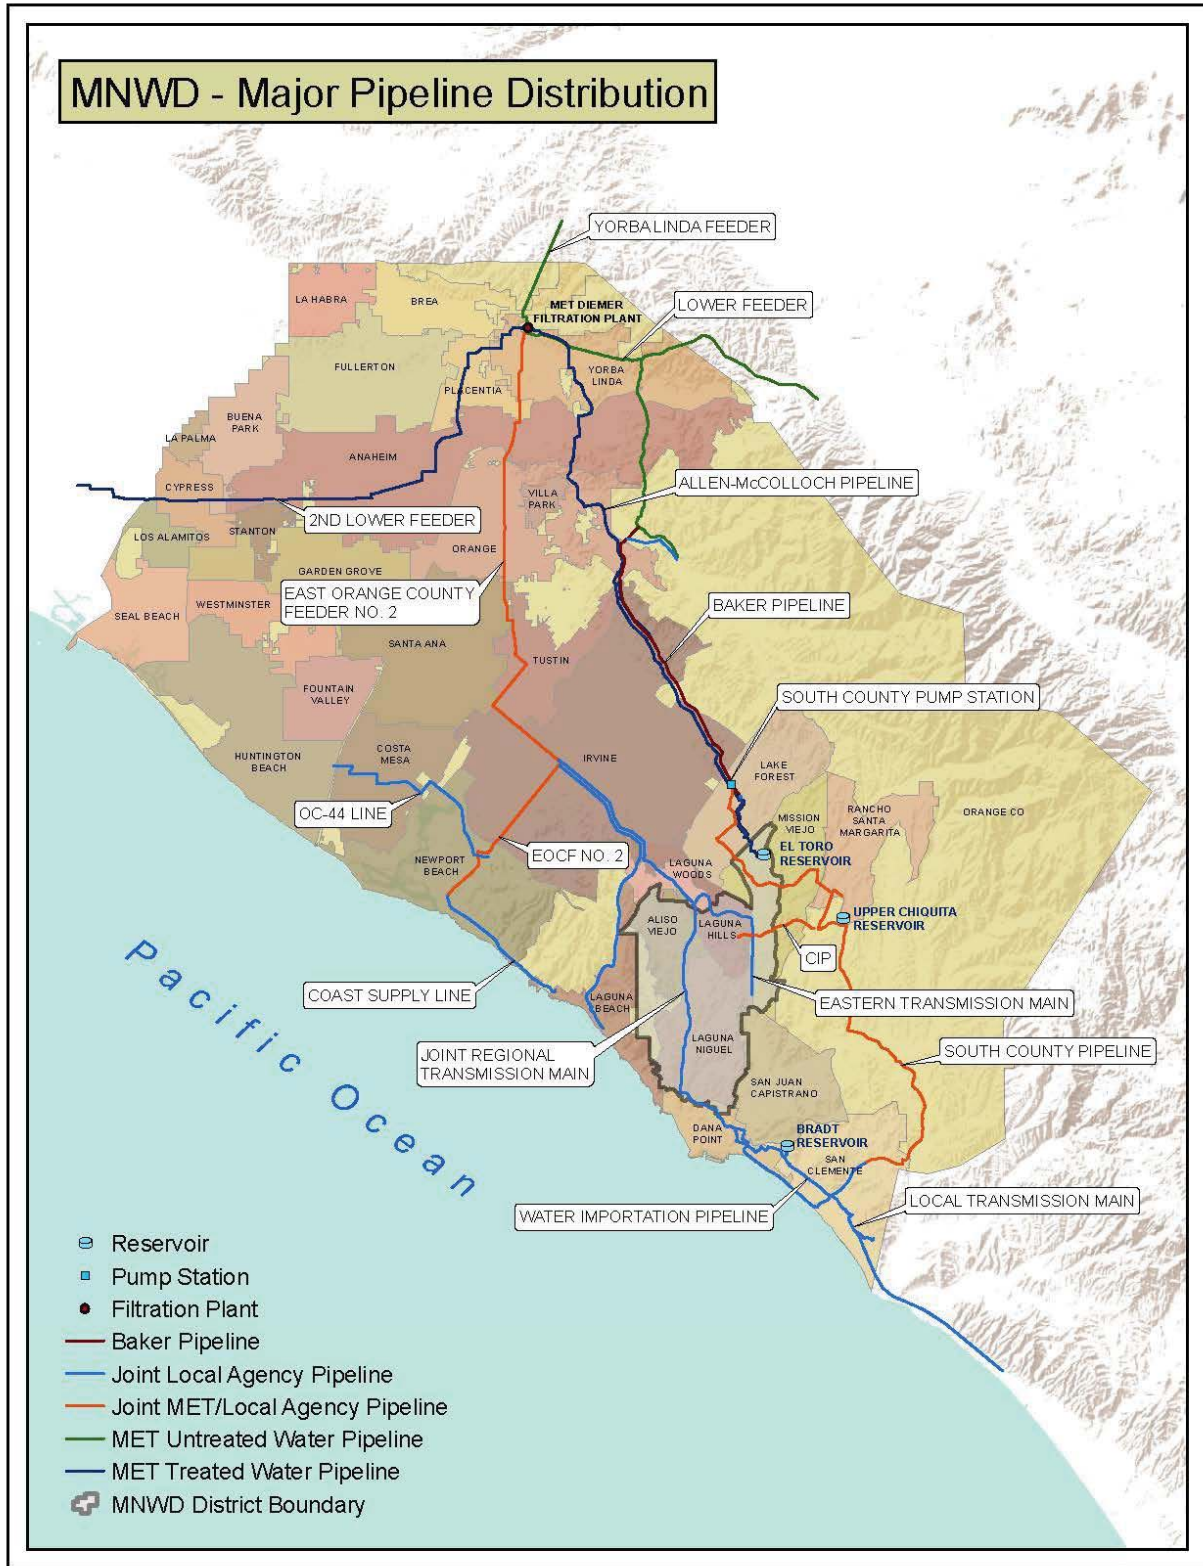 MNWD - Major Pipeline Distribution
YORBA LINDA FEEDER
LA HABRA
BREA
MET DIEMER
FILTRATION PLANT
LOWER FEEDER
FULLERTON
PLACENTIA
YORBA
LINDA
BUENA
PARK
LA PALMA
ANAHEIM
CYPRESS
VILLA
PARK
ALLEN-McCOLLOCH PIPELINE
2ND LOWER FEEDER
LOS ALAMITOS
STANTON
ORANGE
GARDEN GROVE
EAST ORANGE COUNTY
FEEDER NO. 2
SEAL BEACH
WESTMINSTER
BAKER PIPELINE
SANTA ANA
TUSTIN
FOUNTAIN
VALLEY
SOUTH COUNTY PUMP STATION
HUNTINGTON
BEACH
COSTA
MESA
IRVINE
LAKE
FOREST
OC-44 LINE
MISSION
VIEJO
RANCHO
SANTA
MARGARITA
ORANGE CO
EL TORO
RESERVOIR
NEWPORT
BEACH
EOCF NO. 2
LAGUNA
WOODS
UPPER CHIQUITA
RESERVOIR
ALISO
VIEJO
LAGUNA
HILLS
CIP
COAST SUPPLY LINE
LAGUNA
BEACH
EASTERN TRANSMISSION MAIN
Pacific Ocean
JOINT REGIONAL
TRANSMISSION MAIN
LAGUNA
NIGUEL
SOUTH COUNTY PIPELINE
SAN JUAN
CAPISTRANO
DANA
POINT
BRADT
RESERVOIR
SAN
CLEMENTE
WATER IMPORTATION PIPELINE
LOCAL TRANSMISSION MAIN
Reservoir
Pump Station
Filtration Plant
Baker Pipeline
Joint Local Agency Pipeline
Joint MET/Local Agency Pipeline
MET Untreated Water Pipeline
MET Treated Water Pipeline
MNWD District Boundary